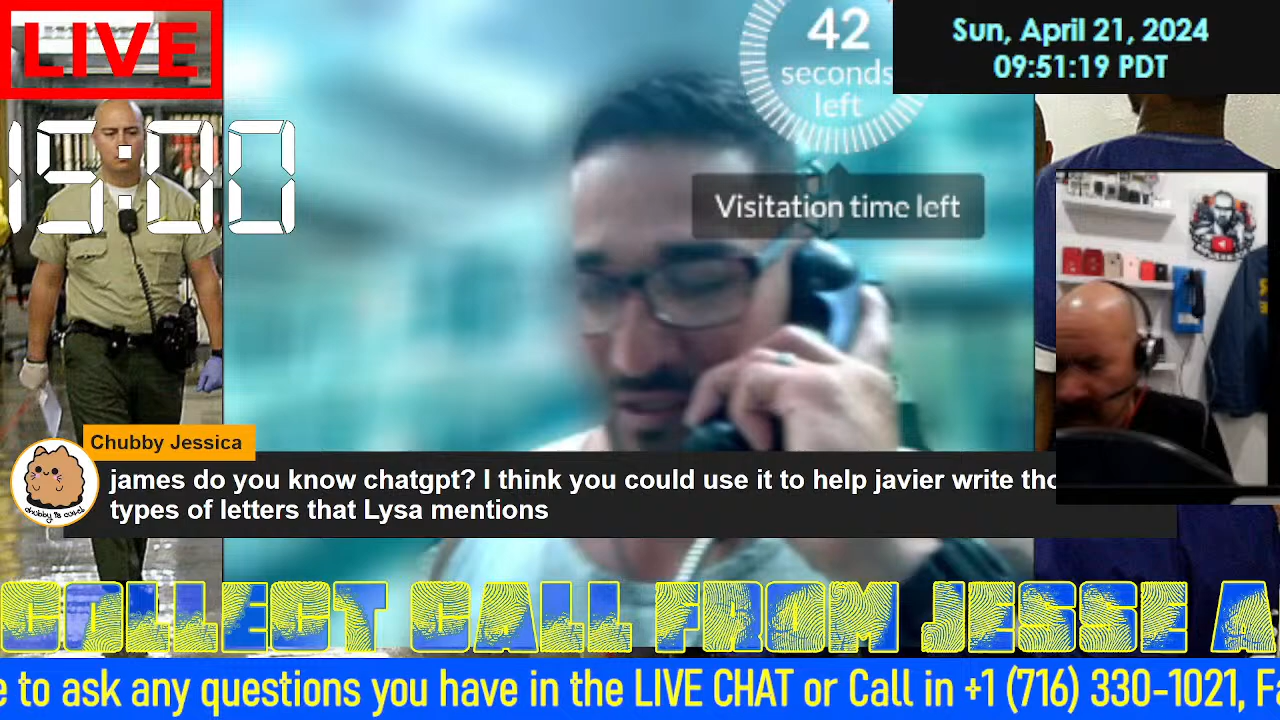 LIVE
42
seconds
left
Sun, April 21, 2024
09:51:19 PDT
15:00
Visitation time left
Chubby Jessica
james do you know chatgpt? I think you could use it to help javier write
types of letters that Lysa mentions
COLLECT CALL FROM JESSE
to ask any questions you have in the LIVE CHAT or Call in +1 (716) 330-1021,